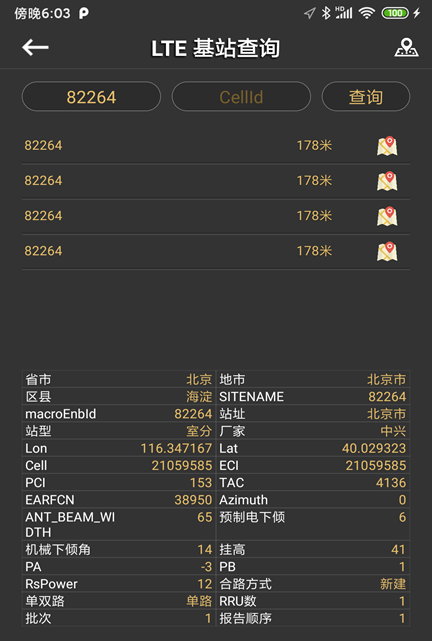 傍晚6:03
HD
100
LTE 基站查询
82264
CellId
查询
82264 178米
82264 178米
82264 178米
82264 178米
省市 北京 地市 北京市
区县 海淀 SITENAME 82264
macroEnbId 82264 站址 北京市
站型 室分 厂家 中兴
Lon 116.347167 Lat 40.029323
Cell 21059585 ECI 21059585
PCI 153 TAC 4136
EARFCN 38950 Azimuth 0
ANT_BEAM_WI 65 预制电下倾 6
DTH
机械下倾角 14 挂高 41
PA -3 PB 1
RsPower 12 合路方式 新建
单双路 单路 RRU数 1
批次 1 报告顺序 1